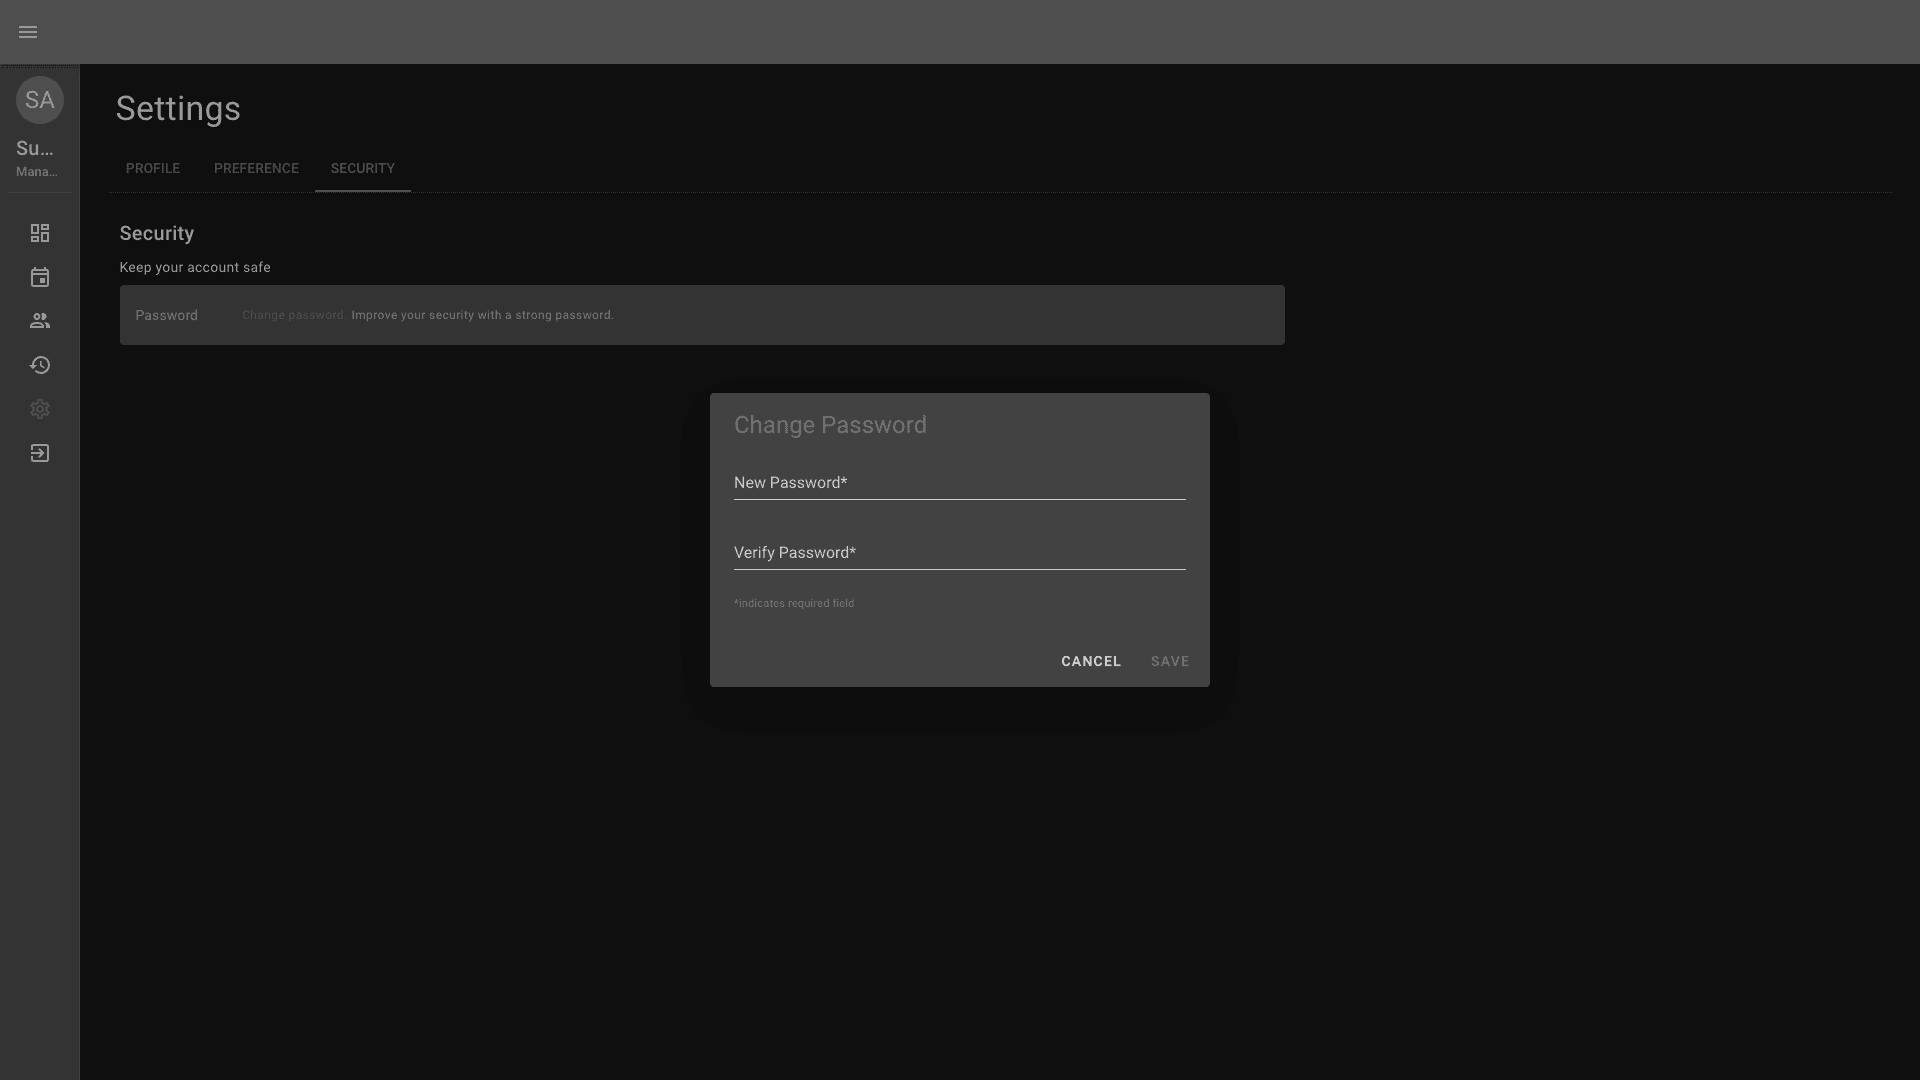 SA
Su...
Mana...
Settings
PROFILE PREFERENCE SECURITY
Security
Keep your account safe
Password Change password. Improve your security with a strong password.
Change Password
New Password*
Verify Password*
*indicates required field
CANCEL SAVE